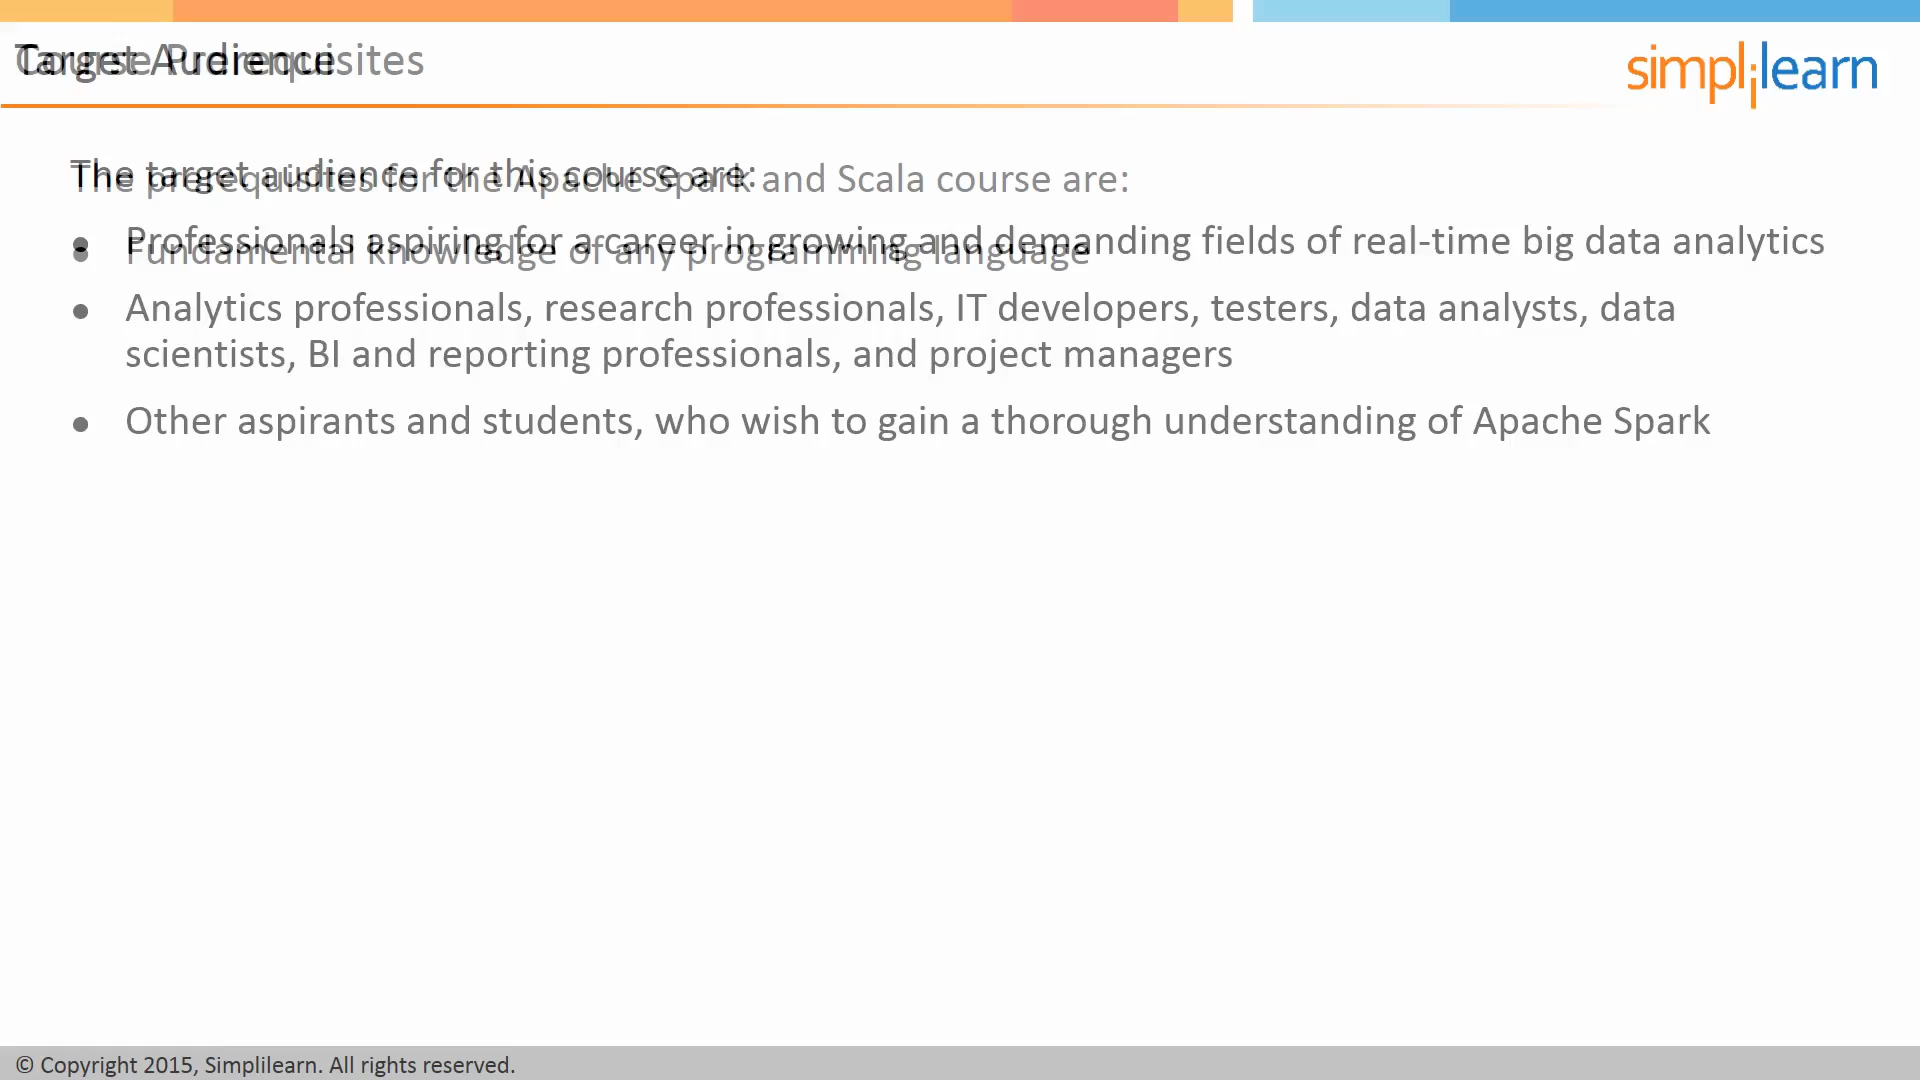 Target Audience
Course Prerequisites
simplilearn
The target audience for this course are:
The prerequisites for the Apache Spark and Scala course are:
● Professionals aspiring for a career in growing and demanding fields of real-time big data analytics
● Fundamental knowledge of any programming language
● Analytics professionals, research professionals, IT developers, testers, data analysts, data
scientists, BI and reporting professionals, and project managers
● Other aspirants and students, who wish to gain a thorough understanding of Apache Spark
© Copyright 2015, Simplilearn. All rights reserved.